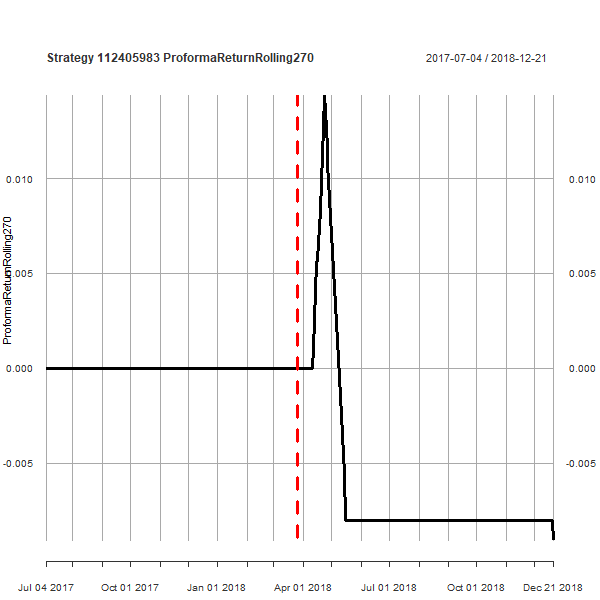 Strategy 112405983 ProformaReturnRolling270
2017-07-04 / 2018-12-21
0.010
0.010
0.005
0.005
ProformaReturnRolling270
0.000
0.000
-0.005
-0.005
Jul 04 2017
Oct 01 2017
Jan 01 2018
Apr 01 2018
Jul 01 2018
Oct 01 2018
Dec 21 2018